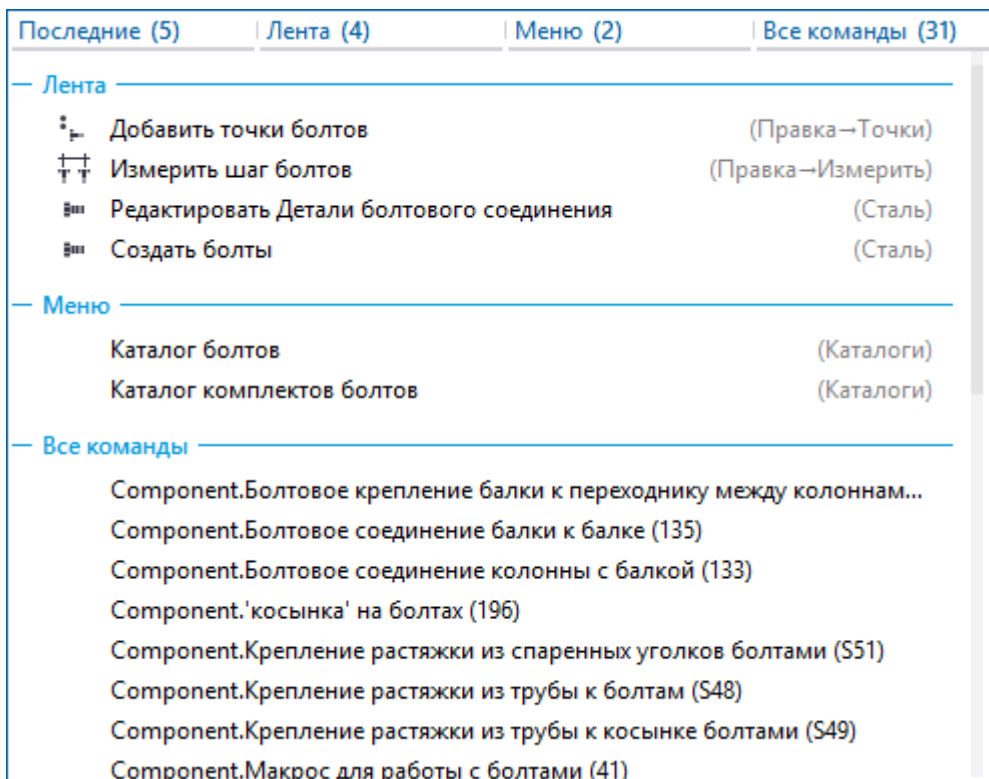 Последние (5) Лента (4) Меню (2) Все команды (31)
Лента
Добавить точки болтов (Правка→Точки)
Измерить шаг болтов (Правка→Измерить)
Редактировать Детали болтового соединения (Сталь)
Создать болты (Сталь)
Меню
Каталог болтов (Каталоги)
Каталог комплектов болтов (Каталоги)
Все команды
Component.Болтовое крепление балки к переходнику между колоннам...
Component.Болтовое соединение балки к балке (135)
Component.Болтовое соединение колонны с балкой (133)
Component.'косынка' на болтах (196)
Component.Крепление растяжки из спаренных уголков болтами (S51)
Component.Крепление растяжки из трубы к болтам (S48)
Component.Крепление растяжки из трубы к косынке болтами (S49)
Component.Макрос для работы с болтами (41)